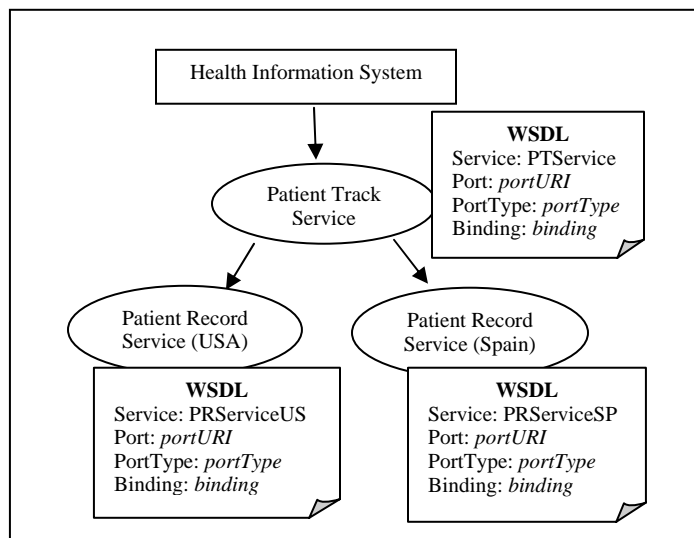 Health Information System
WSDL
Service: PTService
Port: portURI
PortType: portType
Binding: binding
Patient Track
Service
Patient Record
Service (USA)
Patient Record
Service (Spain)
WSDL
Service: PRServiceUS
Port: portURI
PortType: portType
Binding: binding
WSDL
Service: PRServiceSP
Port: portURI
PortType: portType
Binding: binding